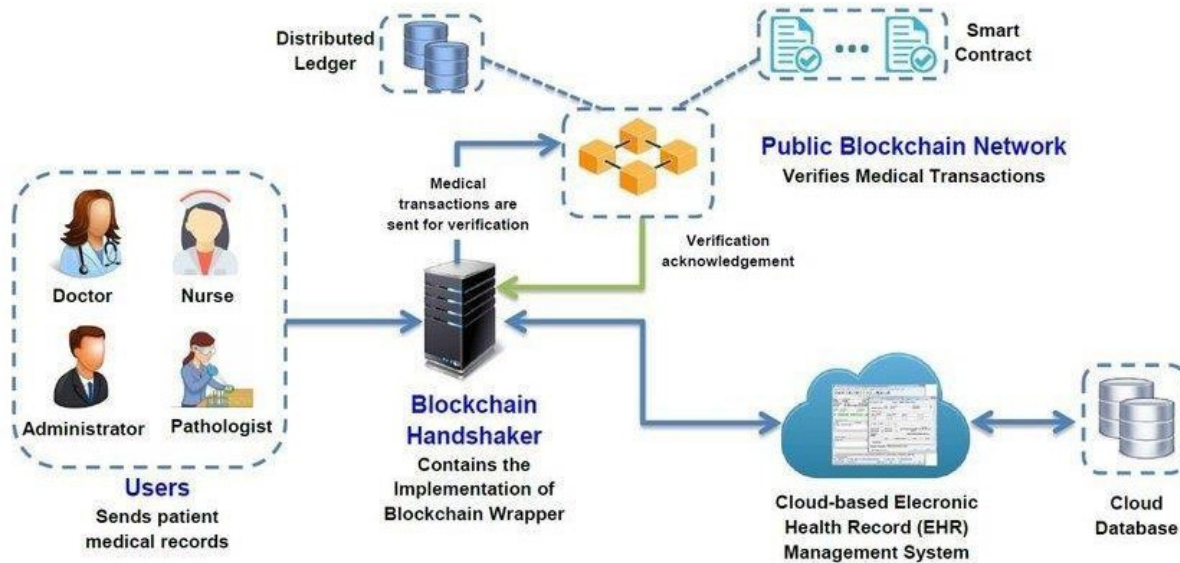 Distributed
Ledger
Smart
Contract
Public Blockchain Network
Verifies Medical Transactions
Medical
transactions are
sent for verification
Verification
acknowledgement
Doctor
Nurse
Administrator
Pathologist
Users
Sends patient
medical records
Blockchain
Handshaker
Contains the
Implementation of
Blockchain Wrapper
Cloud-based Elecronic
Health Record (EHR)
Management System
Cloud
Database